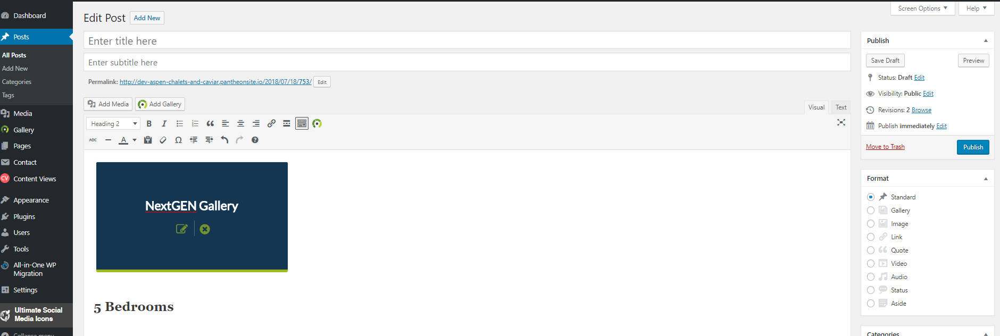 Dashboard
Posts
All Posts
Add New
Categories
Tags
Media
Gallery
Pages
Contact
CV Content Views
Appearance
Plugins
Users
Tools
All-in-One WP
Migration
Settings
Ultimate Social
Media Icons
Collapse menu
Screen Options
Help
Edit Post Add New
Enter title here
Enter subtitle here
Permalink: http://dev-aspen-chalets-and-caviar.pantheonsite.io/2018/07/18/753/ Edit
Add Media Add Gallery
Visual Text
Heading 2 B I
ABC A Ω
NextGEN Gallery
5 Bedrooms
Publish
Save Draft Preview
Status: Draft Edit
Visibility: Public Edit
Revisions: 2 Browse
Publish immediately Edit
Move to Trash Publish
Format
Standard
Gallery
Image
Link
Quote
Video
Audio
Status
Aside
Categories